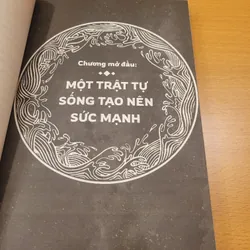 Chương mở đầu:
MỘT TRẬT TỰ
SỐNG TẠO NÊN
SỨC MẠNH